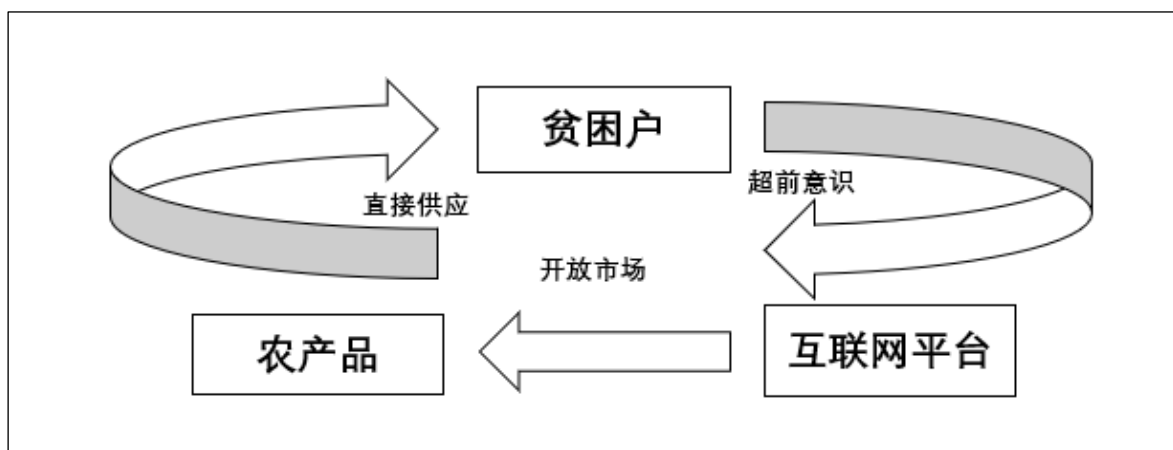 贫困户
超前意识
直接供应
开放市场
农产品
互联网平台